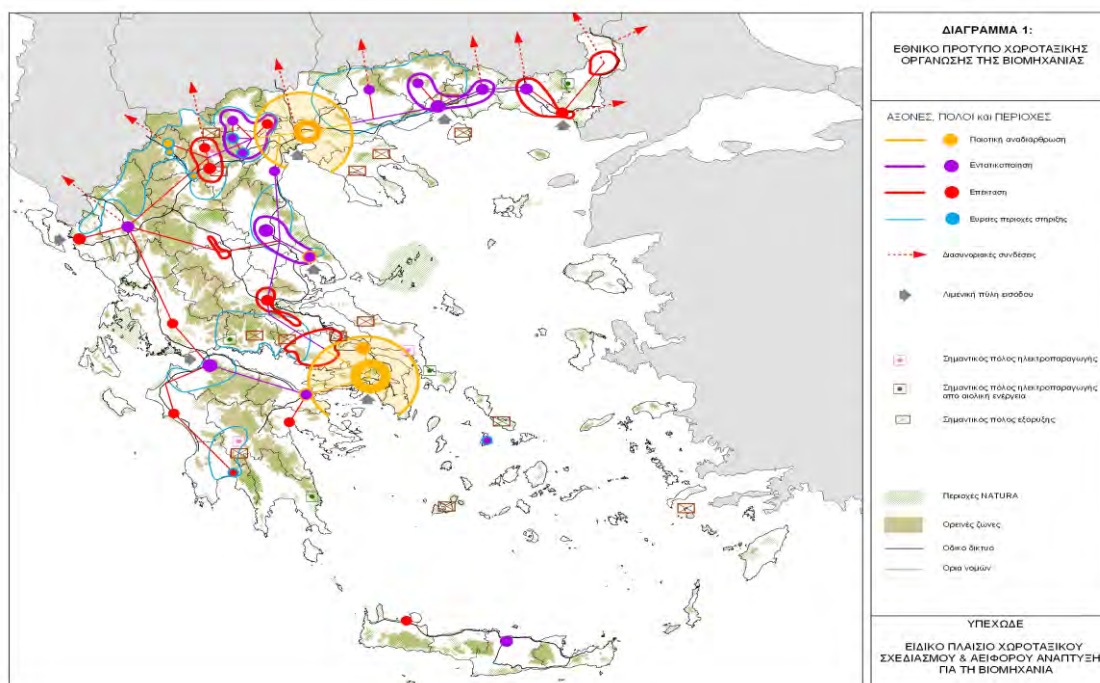 ΔΙΑΓΡΑΜΜΑ 1:
ΕΘΝΙΚΟ ΠΡΟΤΥΠΟ ΧΩΡΟΤΑΞΙΚΗΣ
ΟΡΓΑΝΩΣΗΣ ΤΗΣ ΒΙΟΜΗΧΑΝΙΑΣ
ΑΞΟΝΕΣ, ΠΟΛΟΙ και ΠΕΡΙΟΧΕΣ
Ποιοτική αναδιάρθρωση
Εντατικοποίηση
Επέκταση
Ευρείες περιοχές στήριξης
Διασυνοριακές συνδέσεις
Λιμενική πύλη εισόδου
Σημαντικός πόλος ηλεκτροπαραγωγής
Σημαντικός πόλος ηλεκτροπαραγωγής
από αιολική ενέργεια
Σημαντικός πόλος εξόρυξης
Περιοχές NATURA
Ορεινές ζώνες
Οδικό δίκτυο
Όρια νομών
ΥΠΕΧΩΔΕ
ΕΙΔΙΚΟ ΠΛΑΙΣΙΟ ΧΩΡΟΤΑΞΙΚΟΥ
ΣΧΕΔΙΑΣΜΟΥ & ΑΕΙΦΟΡΟΥ ΑΝΑΠΤΥΞΗ
ΓΙΑ ΤΗ ΒΙΟΜΗΧΑΝΙΑ